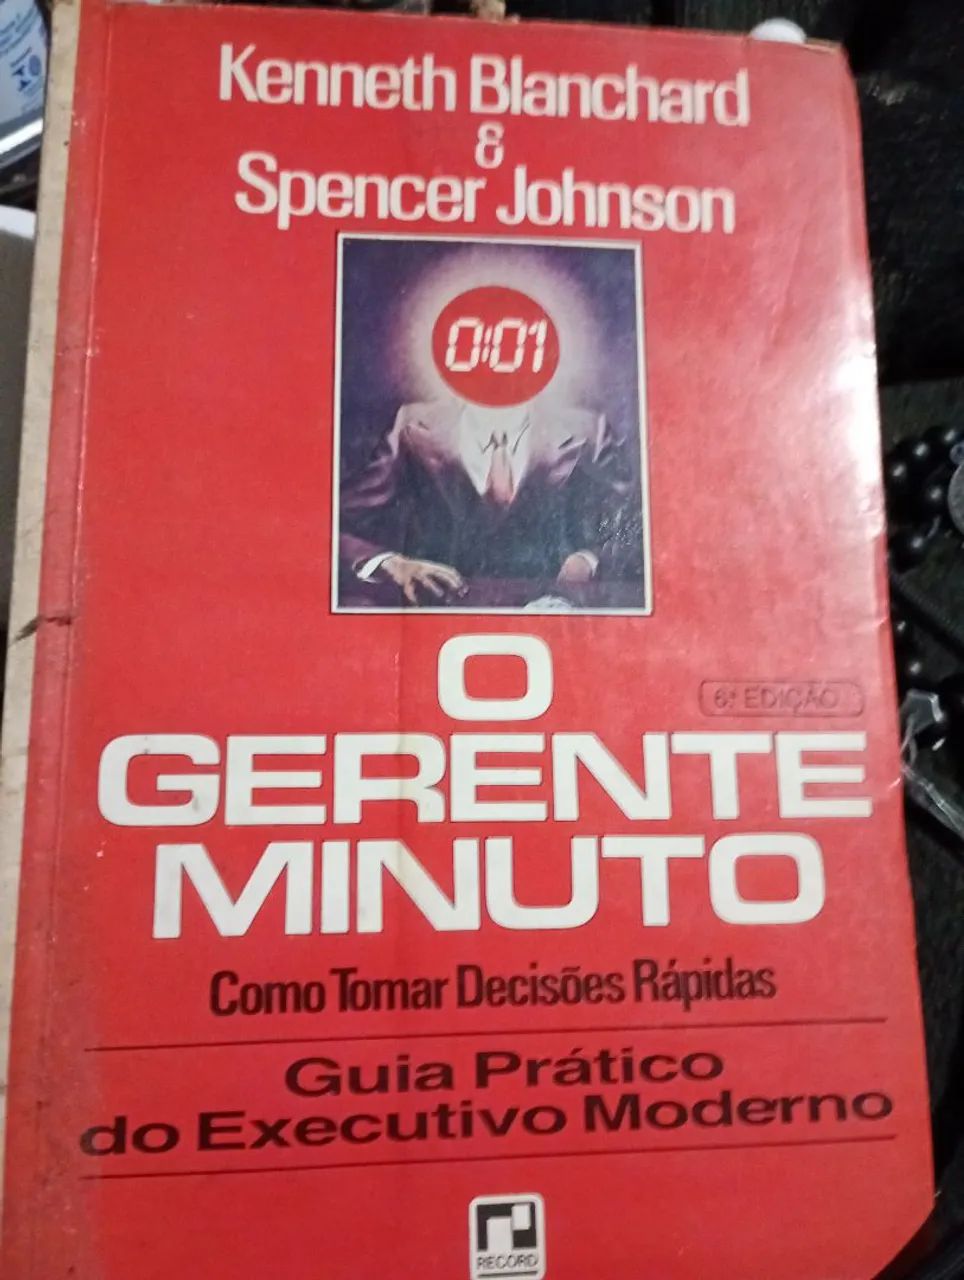 Kenneth Blanchard
&
Spencer Johnson
0:01
O
6ª EDIÇÃO
GERENTE
MINUTO
Como Tomar Decisões Rápidas
Guia Prático
do Executivo Moderno
RECORD